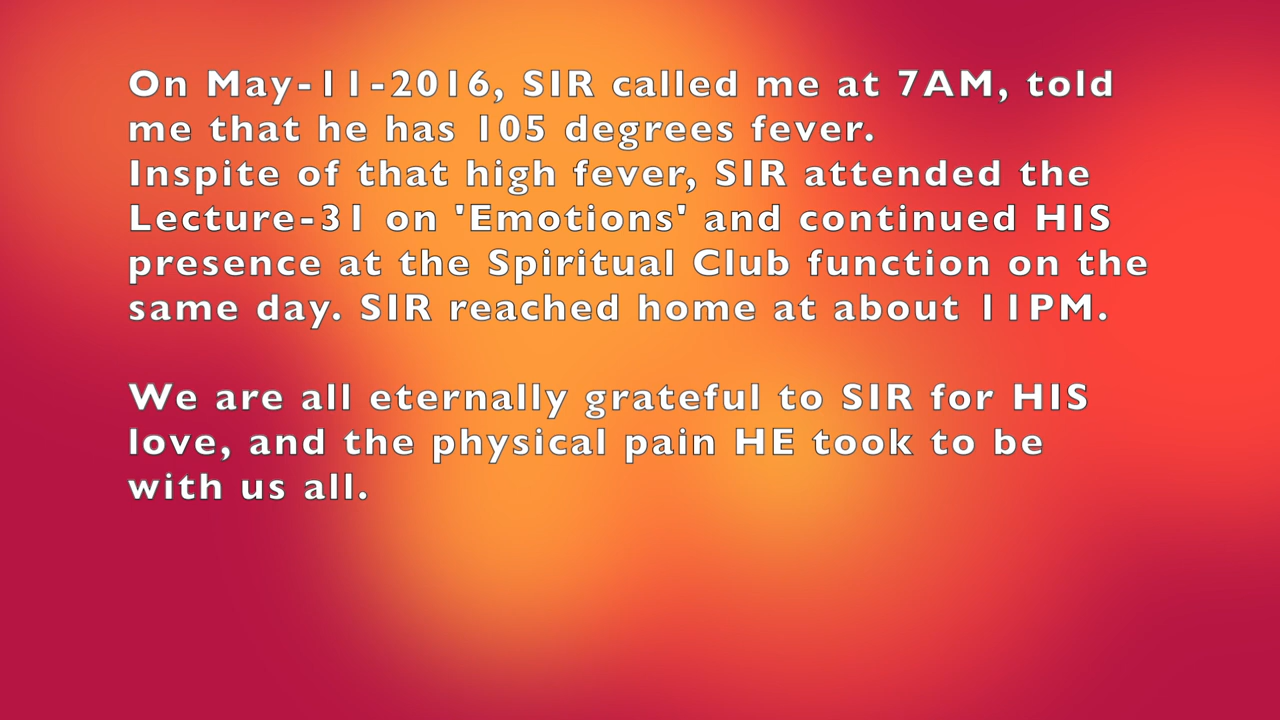 On May-11-2016, SIR called me at 7AM, told
me that he has 105 degrees fever.
Inspite of that high fever, SIR attended the
Lecture-31 on 'Emotions' and continued HIS
presence at the Spiritual Club function on the
same day. SIR reached home at about 11PM.
We are all eternally grateful to SIR for HIS
love, and the physical pain HE took to be
with us all.